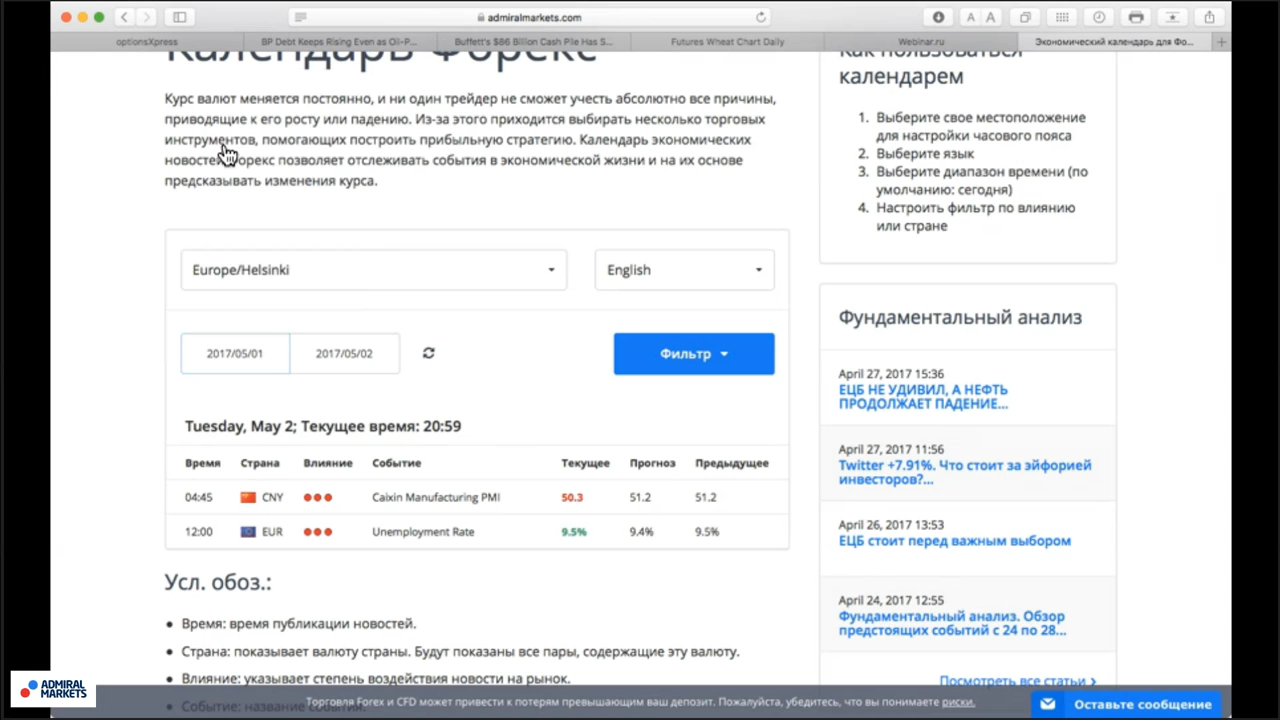 admiralmarkets.com
A A
optionsXpress
BP Debt Keeps Rising Even as Oil-P...
Buffett's $86 Billion Cash Pile Has S...
Futures Wheat Chart Daily
Webinar.ru
Экономический календарь для Фо...
Календарь Форекс
Курс валют меняется постоянно, и ни один трейдер не сможет учесть абсолютно все причины,
приводящие к его росту или падению. Из-за этого приходится выбирать несколько торговых
инструментов, помогающих построить прибыльную стратегию. Календарь экономических
новостей Форекс позволяет отслеживать события в экономической жизни и на их основе
предсказывать изменения курса.
Europe/Helsinki
English
2017/05/01
2017/05/02
Фильтр
Tuesday, May 2; Текущее время: 20:59
Время Страна Влияние Событие Текущее Прогноз Предыдущее
04:45 CNY Caixin Manufacturing PMI 50.3 51.2 51.2
12:00 EUR Unemployment Rate 9.5% 9.4% 9.5%
Усл. обоз.:
• Время: время публикации новостей.
• Страна: показывает валюту страны. Будут показаны все пары, содержащие эту валюту.
• Влияние: указывает степень воздействия новости на рынок.
• Событие: название события.
Как пользоваться
календарем
1. Выберите свое местоположение
для настройки часового пояса
2. Выберите язык
3. Выберите диапазон времени (по
умолчанию: сегодня)
4. Настроить фильтр по влиянию
или стране
Фундаментальный анализ
April 27, 2017 15:36
ЕЦБ НЕ УДИВИЛ, А НЕФТЬ
ПРОДОЛЖАЕТ ПАДЕНИЕ...
April 27, 2017 11:56
Twitter +7.91%. Что стоит за эйфорией
инвесторов?...
April 26, 2017 13:53
ЕЦБ стоит перед важным выбором
April 24, 2017 12:55
Фундаментальный анализ. Обзор
предстоящих событий с 24 по 28...
Посмотреть все статьи ›
Торговля Forex и CFD может привести к потерям превышающим ваш депозит. Пожалуйста, убедитесь, что вы понимаете риски.
Оставьте сообщение
ADMIRAL
MARKETS